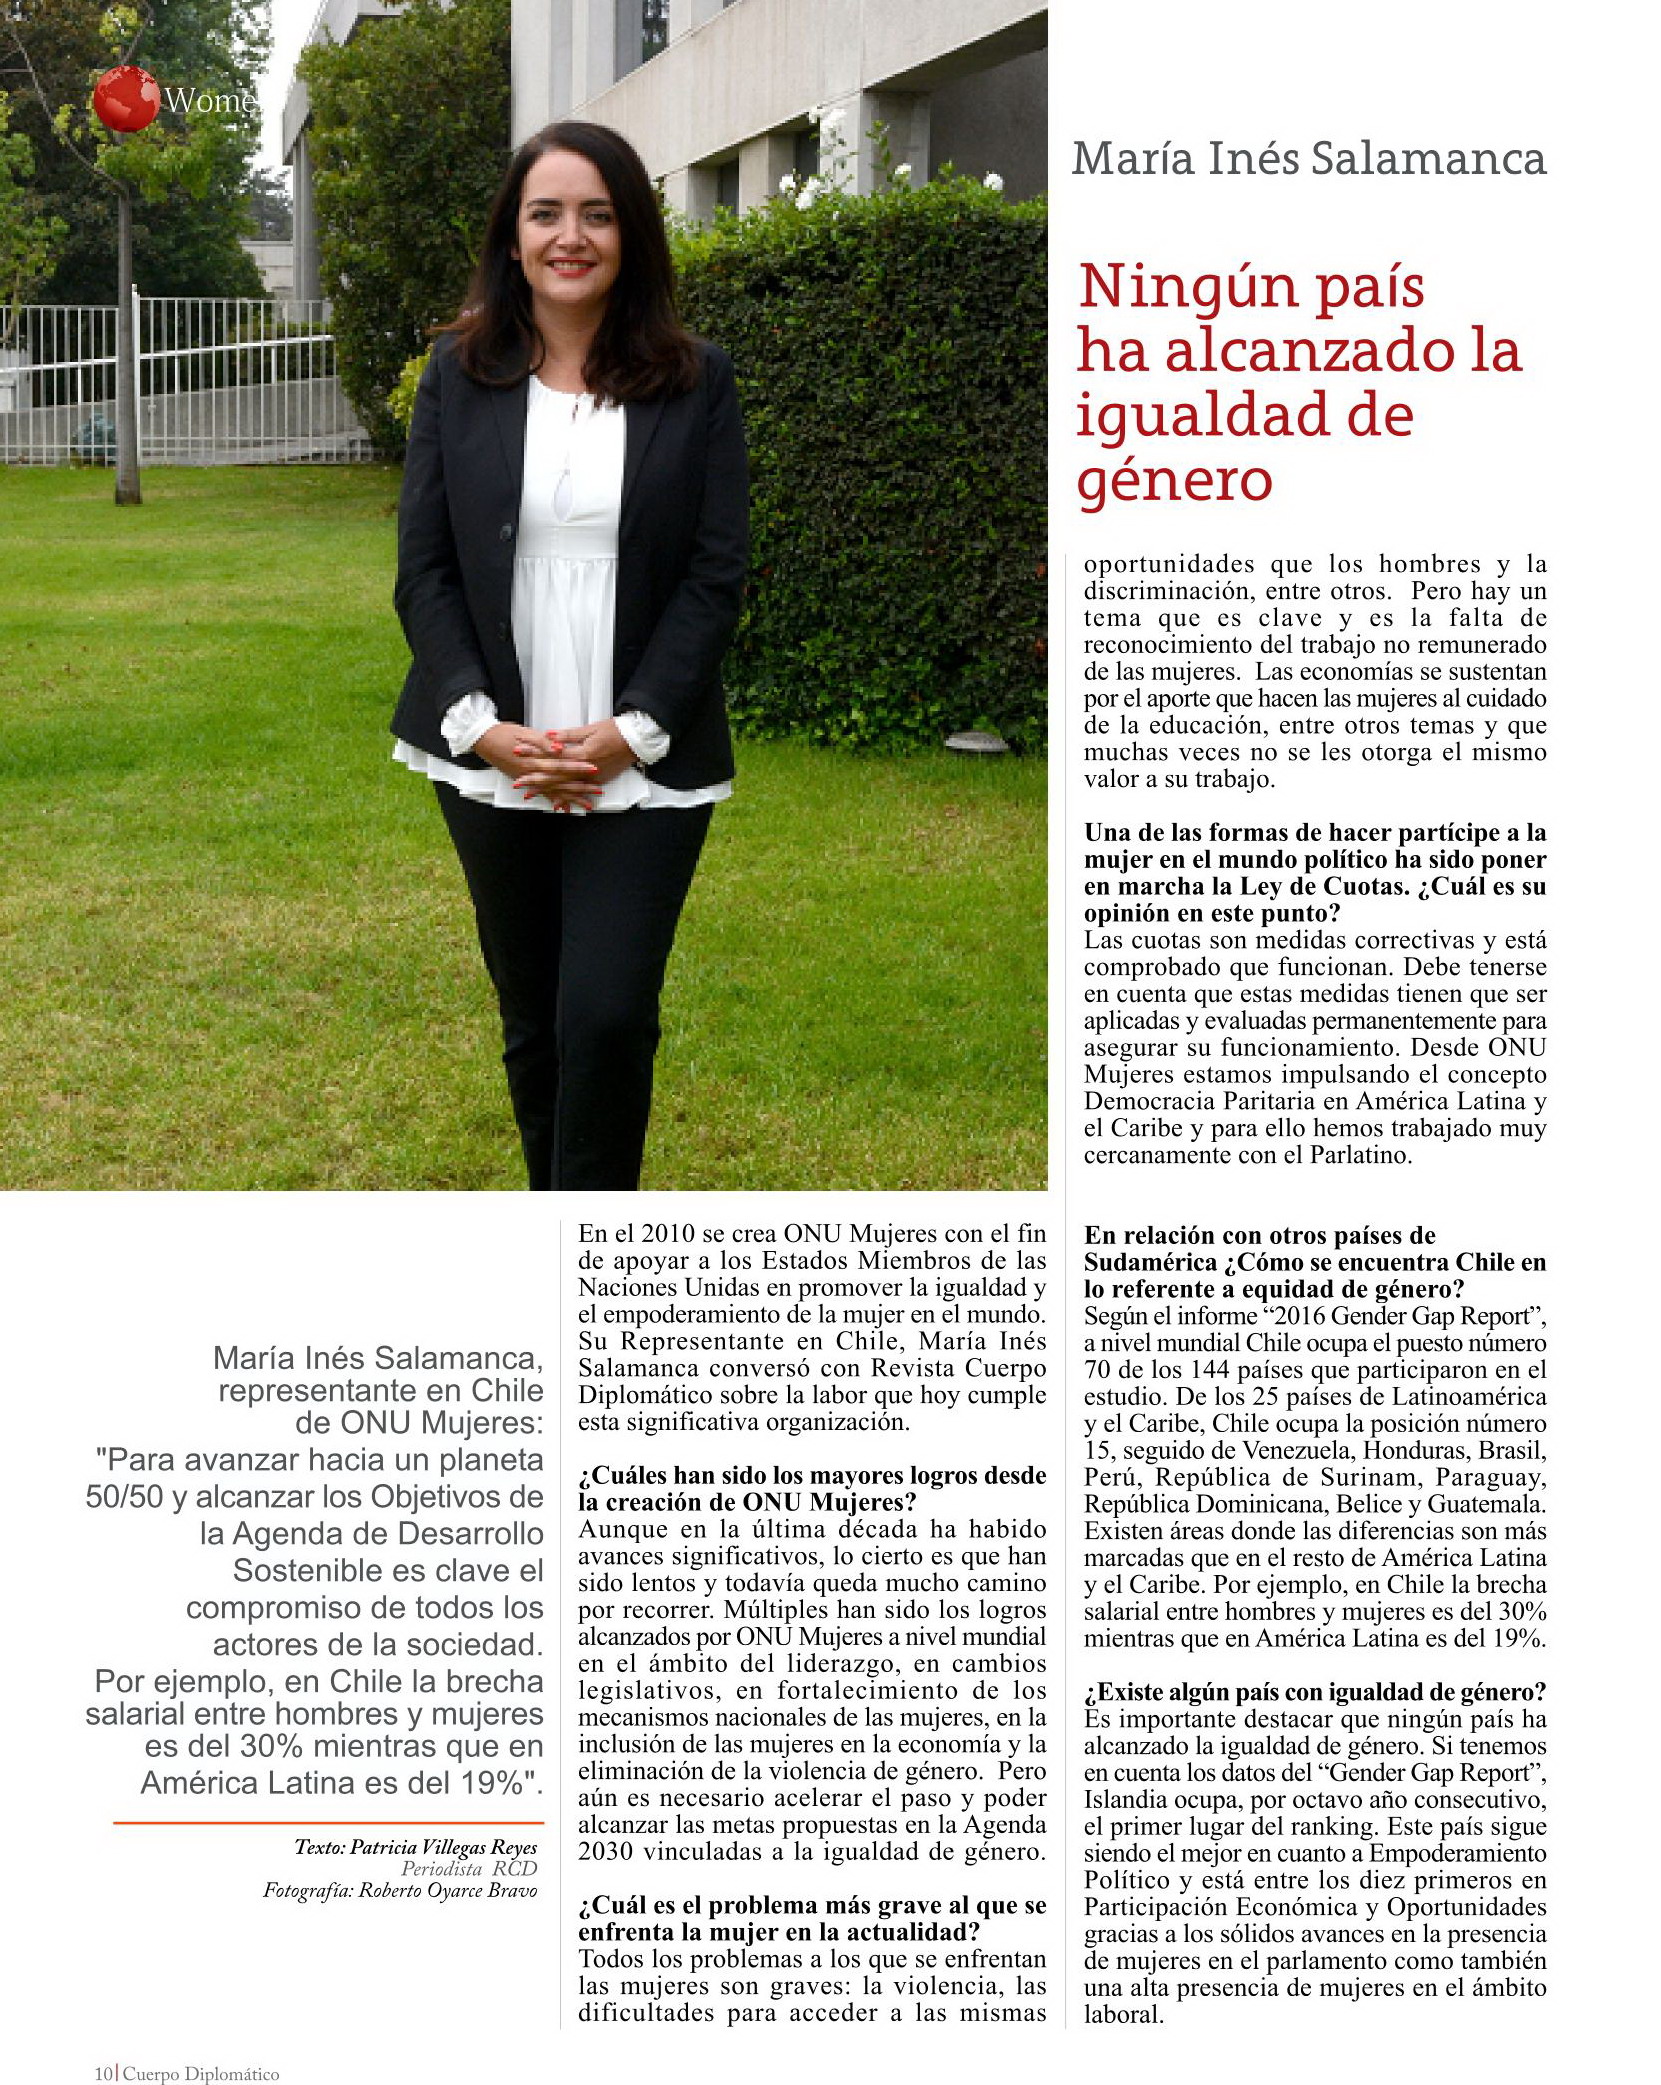 Wome
María Inés Salamanca
Ningún país
ha alcanzado la
igualdad de
género
María Inés Salamanca,
representante en Chile
de ONU Mujeres:
"Para avanzar hacia un planeta
50/50 y alcanzar los Objetivos de
la Agenda de Desarrollo
Sostenible es clave el
compromiso de todos los
actores de la sociedad.
Por ejemplo, en Chile la brecha
salarial entre hombres y mujeres
es del 30% mientras que en
América Latina es del 19%".
Texto: Patricia Villegas Reyes
Periodista RCD
Fotografía: Roberto Oyarce Bravo
En el 2010 se crea ONU Mujeres con el fin
de apoyar a los Estados Miembros de las
Naciones Unidas en promover la igualdad y
el empoderamiento de la mujer en el mundo.
Su Representante en Chile, María Inés
Salamanca conversó con Revista Cuerpo
Diplomático sobre la labor que hoy cumple
esta significativa organización.
¿Cuáles han sido los mayores logros desde
la creación de ONU Mujeres?
Aunque en la última década ha habido
avances significativos, lo cierto es que han
sido lentos y todavía queda mucho camino
por recorrer. Múltiples han sido los logros
alcanzados por ONU Mujeres a nivel mundial
en el ámbito del liderazgo, en cambios
legislativos, en fortalecimiento de los
mecanismos nacionales de las mujeres, en la
inclusión de las mujeres en la economía y la
eliminación de la violencia de género. Pero
aún es necesario acelerar el paso y poder
alcanzar las metas propuestas en la Agenda
2030 vinculadas a la igualdad de género.
¿Cuál es el problema más grave al que se
enfrenta la mujer en la actualidad?
Todos los problemas a los que se enfrentan
las mujeres son graves: la violencia, las
dificultades para acceder a las mismas
oportunidades que los hombres y la
discriminación, entre otros. Pero hay un
tema que es clave y es la falta de
reconocimiento del trabajo no remunerado
de las mujeres. Las economías se sustentan
por el aporte que hacen las mujeres al cuidado
de la educación, entre otros temas y que
muchas veces no se les otorga el mismo
valor a su trabajo.
Una de las formas de hacer partícipe a la
mujer en el mundo político ha sido poner
en marcha la Ley de Cuotas. ¿Cuál es su
opinión en este punto?
Las cuotas son medidas correctivas y está
comprobado que funcionan. Debe tenerse
en cuenta que estas medidas tienen que ser
aplicadas y evaluadas permanentemente para
asegurar su funcionamiento. Desde ONU
Mujeres estamos impulsando el concepto
Democracia Paritaria en América Latina y
el Caribe y para ello hemos trabajado muy
cercanamente con el Parlatino.
En relación con otros países de
Sudamérica ¿Cómo se encuentra Chile en
lo referente a equidad de género?
Según el informe “2016 Gender Gap Report”,
a nivel mundial Chile ocupa el puesto número
70 de los 144 países que participaron en el
estudio. De los 25 países de Latinoamérica
y el Caribe, Chile ocupa la posición número
15, seguido de Venezuela, Honduras, Brasil,
Perú, República de Surinam, Paraguay,
República Dominicana, Belice y Guatemala.
Existen áreas donde las diferencias son más
marcadas que en el resto de América Latina
y el Caribe. Por ejemplo, en Chile la brecha
salarial entre hombres y mujeres es del 30%
mientras que en América Latina es del 19%.
¿Existe algún país con igualdad de género?
Es importante destacar que ningún país ha
alcanzado la igualdad de género. Si tenemos
en cuenta los datos del “Gender Gap Report”,
Islandia ocupa, por octavo año consecutivo,
el primer lugar del ranking. Este país sigue
siendo el mejor en cuanto a Empoderamiento
Político y está entre los diez primeros en
Participación Económica y Oportunidades
gracias a los sólidos avances en la presencia
de mujeres en el parlamento como también
una alta presencia de mujeres en el ámbito
laboral.
10|Cuerpo Diplomático